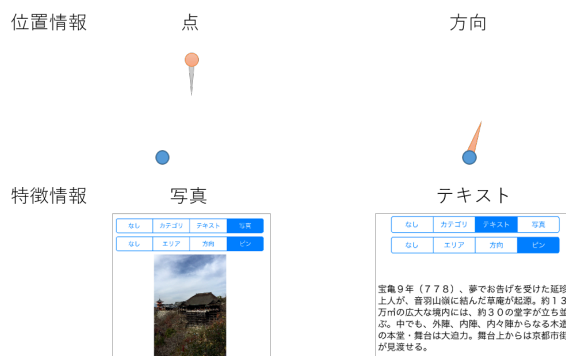 位置情報 点 方向
特徴情報 写真 テキスト
なし カテゴリ テキスト 写真
なし エリア 方向 ピン
なし カテゴリ テキスト 写真
なし エリア 方向 ピン
宝亀9年（778）、夢でお告げを受けた延珍
上人が、音羽山嶺に結んだ草庵が起源。約13
万㎡の広大な境内には、約30の堂字が立ち並
ぶ。中でも、外陣、内陣、内々陣からなる木造
の本堂・舞台は大迫力。舞台上からは京都市街
が見渡せる。